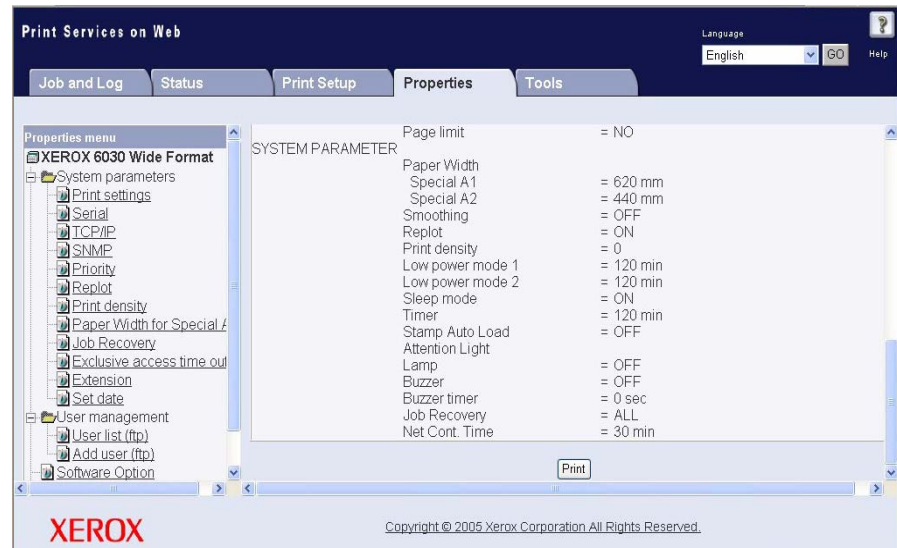 Print Services on Web
Language
English
GO
?
Help
Job and Log
Status
Print Setup
Properties
Tools
Properties menu
XEROX 6030 Wide Format
System parameters
Print settings
Serial
TCP/IP
SNMP
Priority
Replot
Print density
Paper Width for Special A
Job Recovery
Exclusive access time out
Extension
Set date
User management
User list (ftp)
Add user (ftp)
Software Option
Page limit = NO
SYSTEM PARAMETER
Paper Width
Special A1 = 620 mm
Special A2 = 440 mm
Smoothing = OFF
Replot = ON
Print density = 0
Low power mode 1 = 120 min
Low power mode 2 = 120 min
Sleep mode = ON
Timer = 120 min
Stamp Auto Load = OFF
Attention Light
Lamp = OFF
Buzzer = OFF
Buzzer timer = 0 sec
Job Recovery = ALL
Net Cont. Time = 30 min
Print
XEROX
Copyright © 2005 Xerox Corporation All Rights Reserved.